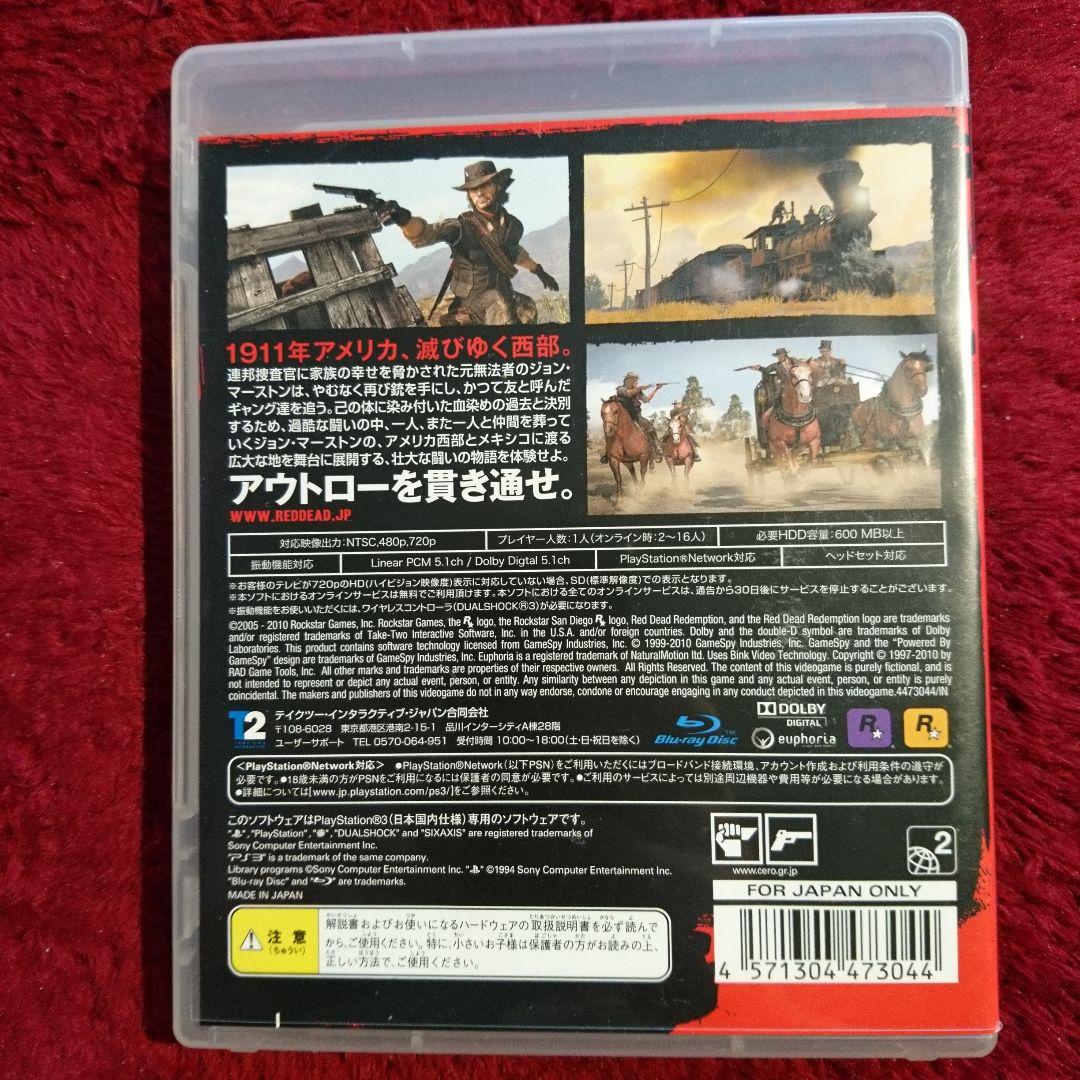 1911年アメリカ、滅びゆく西部。
連邦捜査官に家族の幸せを脅かされた元無法者のジョン・
マーストンは、やむなく再び銃を手にし、かつて友と呼んだ
ギャング達を追う。己の体に染み付いた血染めの過去と決別
するため、過酷な闘いの中、一人、また一人と仲間を葬って
いくジョン・マーストンの、アメリカ西部とメキシコに渡る
広大な地を舞台に展開する、壮大な闘いの物語を体験せよ。
アウトローを貫き通せ。
WWW.REDDEAD.JP
対応映像出力:NTSC,480p,720p
プレイヤー人数:1人(オンライン時:2〜16人)
必要HDD容量:600 MB以上
振動機能対応
Linear PCM 5.1ch / Dolby Digtal 5.1ch
PlayStation®Network対応
ヘッドセット対応
※お客様のテレビが720pのHD(ハイビジョン映像度)表示に対応していない場合、SD(標準解像度)での表示となります。
※本ソフトにおけるオンラインサービスは無料でご利用頂けます。本ソフトにおける全てのオンラインサービスは、通告から30日後にサービスを停止することがございます。
※振動機能をお使いいただくには、ワイヤレスコントローラ(DUALSHOCK®3)が必要になります。
©2005 - 2010 Rockstar Games, Inc. Rockstar Games, the R★ logo, the Rockstar San Diego R★ logo, Red Dead Redemption, and the Red Dead Redemption logo are trademarks
and/or registered trademarks of Take-Two Interactive Software, Inc. in the U.S.A. and/or foreign countries. Dolby and the double-D symbol are trademarks of Dolby
Laboratories. This product contains software technology licensed from GameSpy Industries, Inc. © 1999-2010 GameSpy Industries, Inc. GameSpy and the "Powered By
GameSpy" design are trademarks of GameSpy Industries, Inc. Euphoria is a registered trademark of NaturalMotion ltd. Uses Bink Video Technology. Copyright © 1997-2010 by
RAD Game Tools, Inc. All other marks and trademarks are properties of their respective owners. All Rights Reserved. The content of this videogame is purely fictional, and is
not intended to represent or depict any actual event, person, or entity. Any similarity between any depiction in this game and any actual event, person, or entity is purely
coincidental. The makers and publishers of this videogame do not in any way endorse, condone or encourage engaging in any conduct depicted in this videogame.4473044/IN
T2
テイクツー・インタラクティブ・ジャパン合同会社
〒108-6028 東京都港区港南2-15-1 品川インターシティA棟28階
ユーザーサポート TEL 0570-064-951 受付時間 10:00〜18:00(土・日・祝日を除く)
Blu-ray Disc™
DOLBY
DIGITAL
euphoria
R★
R★
<PlayStation®Network対応> ●PlayStation®Network(以下PSN)をご利用いただくにはブロードバンド接続環境、アカウント作成および利用条件の遵守が
必要です。●18歳未満の方がPSNをご利用になるには保護者の同意が必要です。●ご利用のサービスによっては別途周辺機器や費用等が必要になる場合があります。
●詳細については[www.jp.playstation.com/ps3/]をご参照ください。
このソフトウェアはPlayStation®3(日本国内仕様)専用のソフトウェアです。
"", "PlayStation", "", "DUALSHOCK" and "SIXAXIS" are registered trademarks of
Sony Computer Entertainment Inc.
"PS3" is a trademark of the same company.
Library programs ©Sony Computer Entertainment Inc. "" ©1994 Sony Computer Entertainment Inc.
"Blu-ray Disc" and "" are trademarks.
MADE IN JAPAN
www.cero.gr.jp
2
FOR JAPAN ONLY
4 571304 473044
注意
(ちゅうい)
解説書およびお使いになるハードウェアの取扱説明書を必ず読んで
から、ご使用ください。特に、小さいお子様は保護者の方がお読みの上、
正しい方法で、ご使用ください。